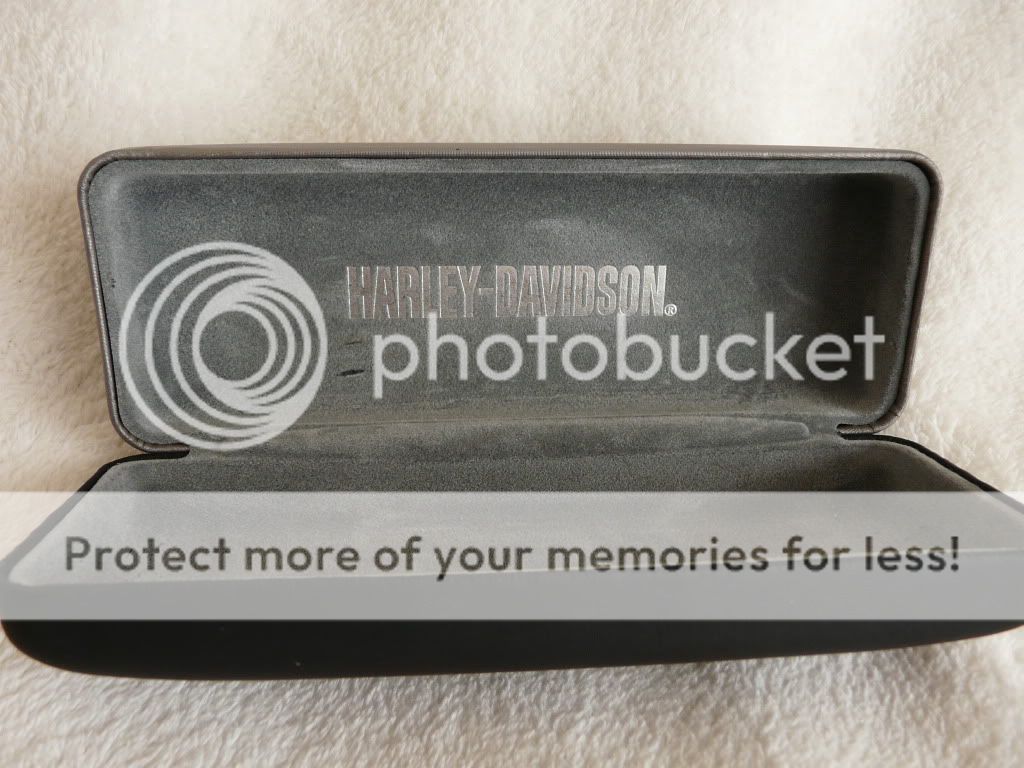 HARLEY-DAVIDSON®
photobucket
Protect more of your memories for less!